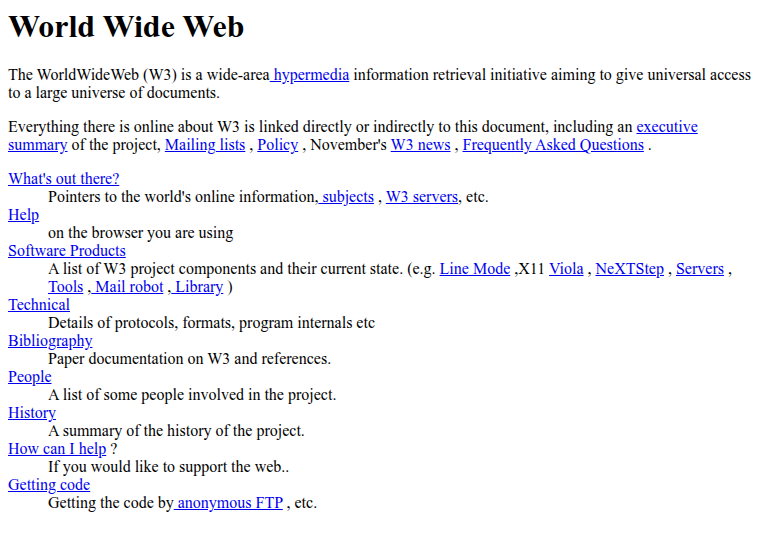 World Wide Web
The WorldWideWeb (W3) is a wide-area hypermedia information retrieval initiative aiming to give universal access
to a large universe of documents.
Everything there is online about W3 is linked directly or indirectly to this document, including an executive
summary of the project, Mailing lists , Policy , November's W3 news , Frequently Asked Questions .
What's out there?
Pointers to the world's online information, subjects , W3 servers, etc.
Help
on the browser you are using
Software Products
A list of W3 project components and their current state. (e.g. Line Mode ,X11 Viola , NeXTStep , Servers ,
Tools , Mail robot , Library )
Technical
Details of protocols, formats, program internals etc
Bibliography
Paper documentation on W3 and references.
People
A list of some people involved in the project.
History
A summary of the history of the project.
How can I help ?
If you would like to support the web..
Getting code
Getting the code by anonymous FTP , etc.